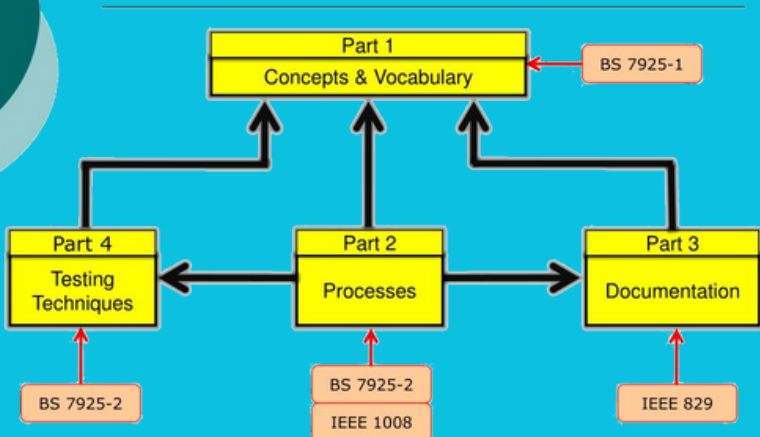 Part 1
Concepts & Vocabulary
BS 7925-1
Part 4
Testing
Techniques
Part 2
Processes
Part 3
Documentation
BS 7925-2
BS 7925-2
IEEE 1008
IEEE 829